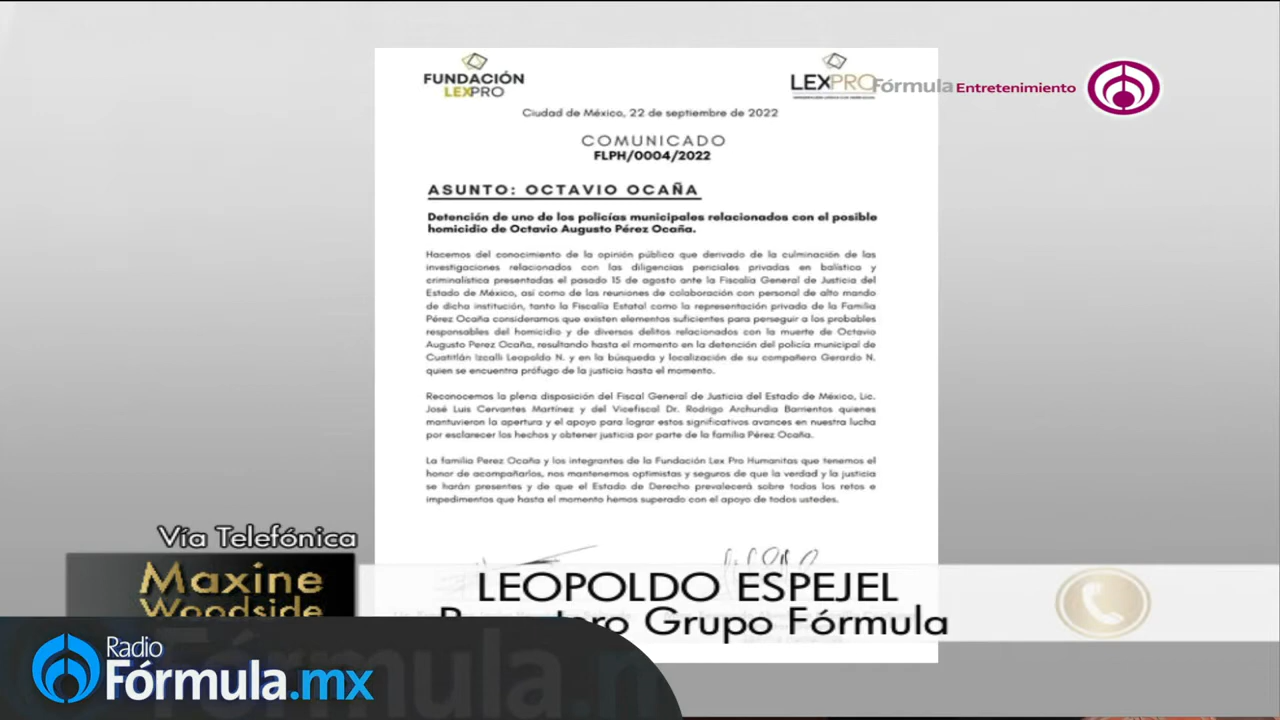 FUNDACIÓN
LEXPRO
LEXPRO
Fórmula Entretenimiento
Ciudad de México, 22 de septiembre de 2022
COMUNICADO
FLPH/0004/2022
ASUNTO: OCTAVIO OCAÑA
Detención de uno de los policías municipales relacionados con el posible
homicidio de Octavio Augusto Pérez Ocaña.
Hacemos del conocimiento de la opinión pública que derivado de la culminación de las
investigaciones relacionados con las diligencias periciales privadas en balística y
criminalística presentadas el pasado 15 de agosto ante la Fiscalía General de Justicia del
Estado de México, así como de las reuniones de colaboración con personal de alto mando
de dicha institución, tanto la Fiscalía Estatal como la representación privada de la Familia
Pérez Ocaña consideramos que existen elementos suficientes para perseguir a los probables
responsables del homicidio y de diversos delitos relacionados con la muerte de Octavio
Augusto Perez Ocaña, resultando hasta el momento en la detención del policía municipal de
Cuatitlán Izcalli Leopoldo N. y en la búsqueda y localización de su compañera Gerardo N.
quien se encuentra prófugo de la justicia hasta el momento.
Reconocemos la plena disposición del Fiscal General de Justicia del Estado de México, Lic.
José Luis Cervantes Martínez y del Vicefiscal Dr. Rodrigo Archundia Barrientos quienes
mantuvieron la apertura y el apoyo para lograr estos significativos avances en nuestra lucha
por esclarecer los hechos y obtener justicia por parte de la familia Pérez Ocaña.
La familia Perez Ocaña y los integrantes de la Fundación Lex Pro Humanitas que tenemos el
honor de acompañarlos, nos mantenemos optimistas y seguros de que la verdad y la justicia
se harán presentes y de que el Estado de Derecho prevalecerá sobre todos los retos e
impedimentos que hasta el momento hemos superado con el apoyo de todos ustedes.
Vía Telefónica
Maxine
Woodside
LEOPOLDO ESPEJEL
Grupo Fórmula
Radio
Fórmula.mx